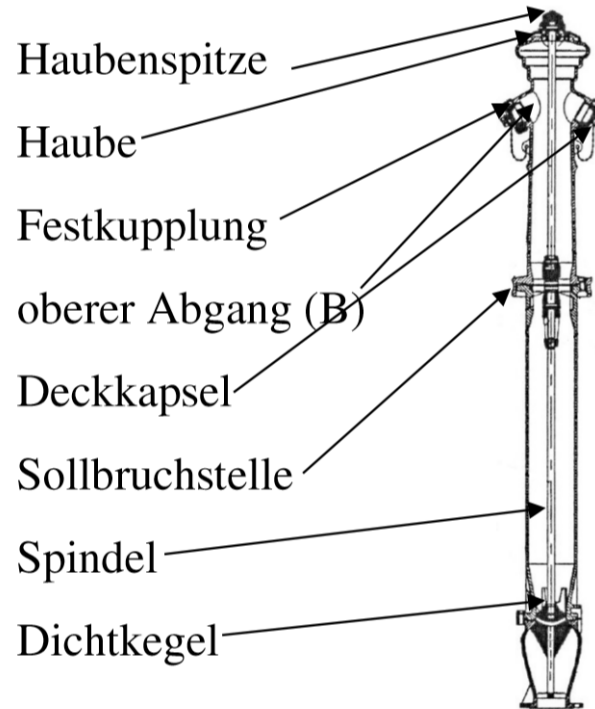 Haubenspitze
Haube
Festkupplung
oberer Abgang (B)
Deckkapsel
Sollbruchstelle
Spindel
Dichtkegel